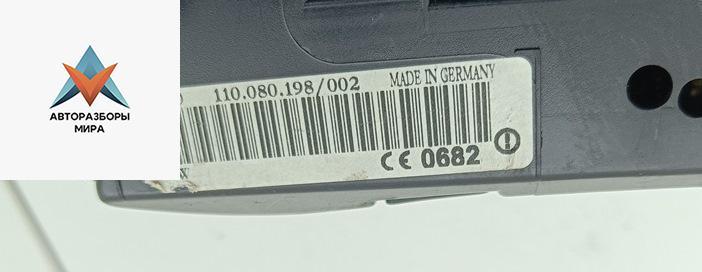 АВТОРАЗБОРЫ
МИРА
110.080.198/002 MADE IN GERMANY
CE 0682